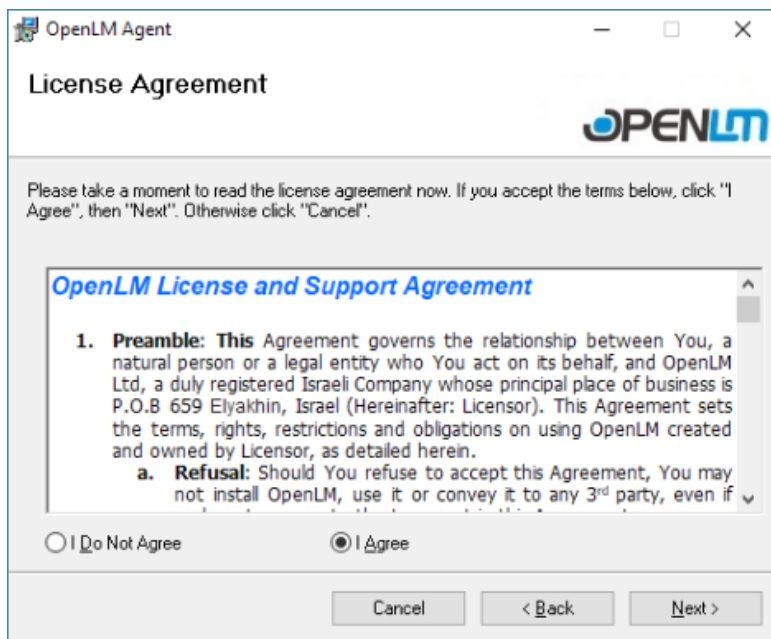 OpenLM Agent
License Agreement
OPENLM
Please take a moment to read the license agreement now. If you accept the terms below, click "I
Agree", then "Next". Otherwise click "Cancel".
OpenLM License and Support Agreement
1. Preamble: This Agreement governs the relationship between You, a
natural person or a legal entity who You act on its behalf, and OpenLM
Ltd, a duly registered Israeli Company whose principal place of business is
P.O.B 659 Elyakhin, Israel (Hereinafter: Licensor). This Agreement sets
the terms, rights, restrictions and obligations on using OpenLM created
and owned by Licensor, as detailed herein.
a. Refusal: Should You refuse to accept this Agreement, You may
not install OpenLM, use it or convey it to any 3rd party, even if
I Do Not Agree
I Agree
Cancel
< Back
Next >